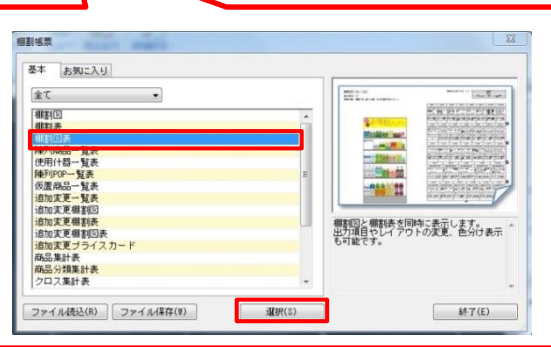 棚割帳票
基本 お気に入り
全て
棚割図
棚割表
棚割図表
陳列商品一覧表
使用什器一覧表
陳列POP一覧表
仮置商品一覧表
追加変更一覧表
追加変更棚割図
追加変更棚割表
追加変更棚割図表
追加変更プライスカード
商品集計表
商品分類集計表
クロス集計表
棚割図と棚割表を同時に表示します。
出力項目やレイアウトの変更、色分け表示
も可能です。
ファイル読込(R) ファイル保存(W) 選択(S) 終了(E)